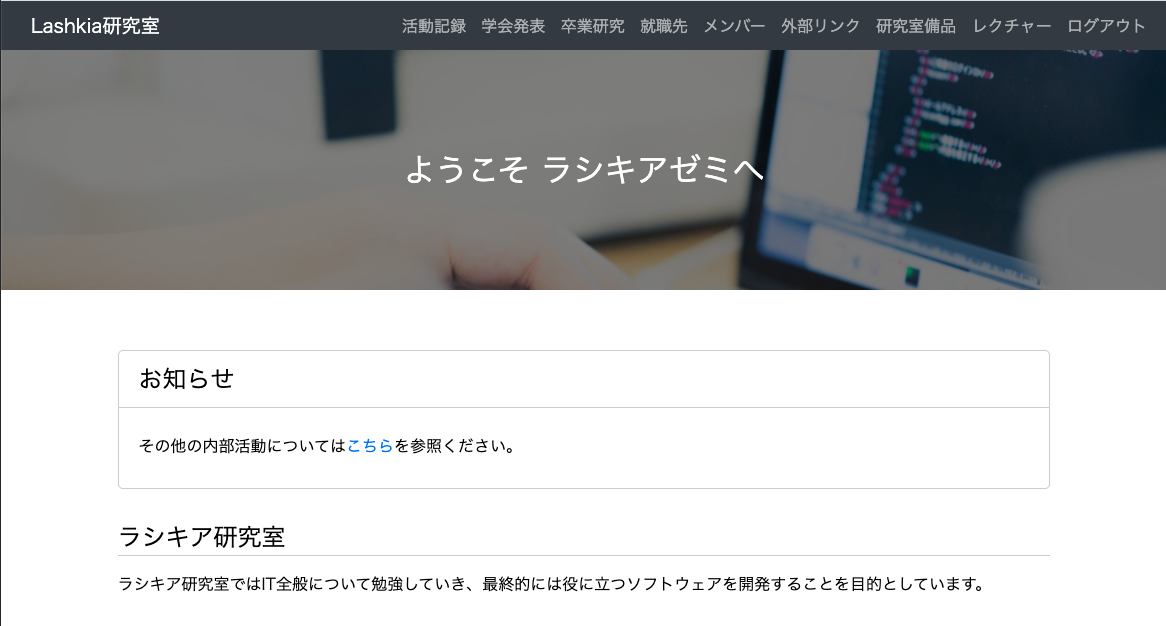 Lashkia研究室 活動記録 学会発表 卒業研究 就職先 メンバー 外部リンク 研究室備品 レクチャー ログアウト
ようこそ ラシキアゼミへ
お知らせ
その他の内部活動についてはこちらを参照ください。
ラシキア研究室
ラシキア研究室ではIT全般について勉強していき、最終的には役に立つソフトウェアを開発することを目的としています。